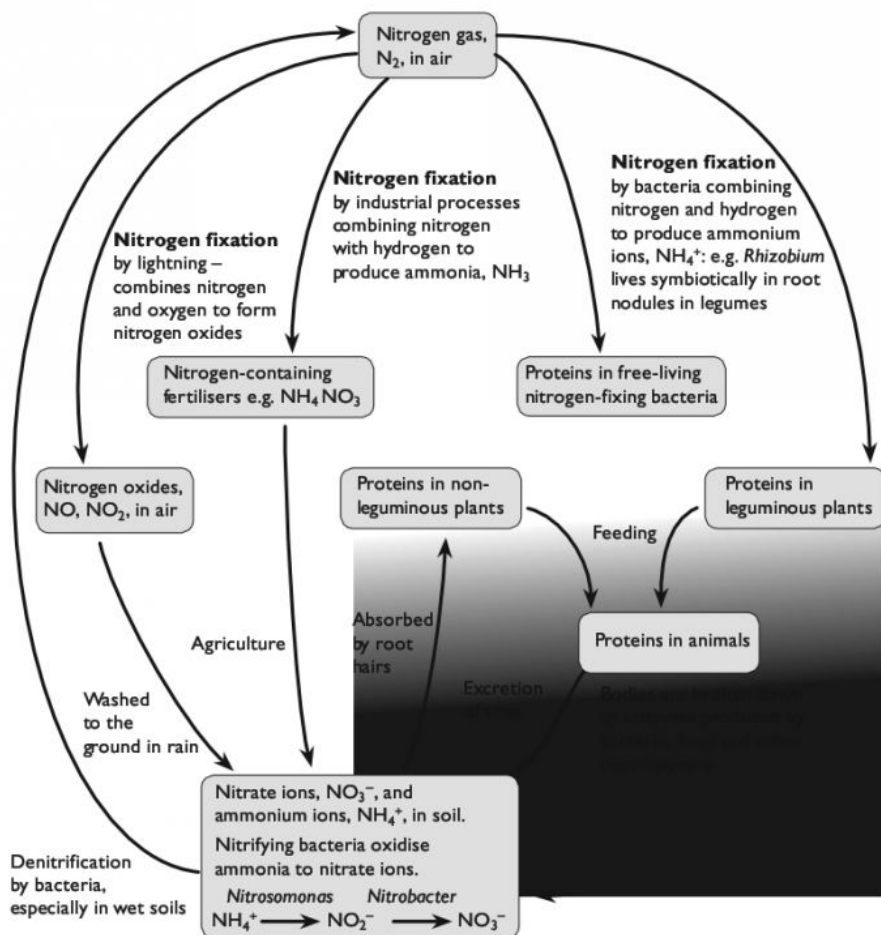 Nitrogen gas,
N₂, in air
Nitrogen fixation
by bacteria combining
nitrogen and hydrogen
to produce ammonium
ions, NH₄⁺: e.g. Rhizobium
lives symbiotically in root
nodules in legumes
Nitrogen fixation
by industrial processes
combining nitrogen
with hydrogen to
produce ammonia, NH₃
Nitrogen fixation
by lightning –
combines nitrogen
and oxygen to form
nitrogen oxides
Nitrogen-containing
fertilisers e.g. NH₄NO₃
Proteins in free-living
nitrogen-fixing bacteria
Nitrogen oxides,
NO, NO₂, in air
Proteins in non-
leguminous plants
Proteins in
leguminous plants
Feeding
Absorbed
by root
hairs
Agriculture
Proteins in animals
Excretion
Washed
to the
ground in rain
Nitrate ions, NO₃⁻, and
ammonium ions, NH₄⁺, in soil.
Nitrifying bacteria oxidise
ammonia to nitrate ions.
Nitrosomonas Nitrobacter
NH₄⁺ → NO₂⁻ → NO₃⁻
Denitrification
by bacteria,
especially in wet soils